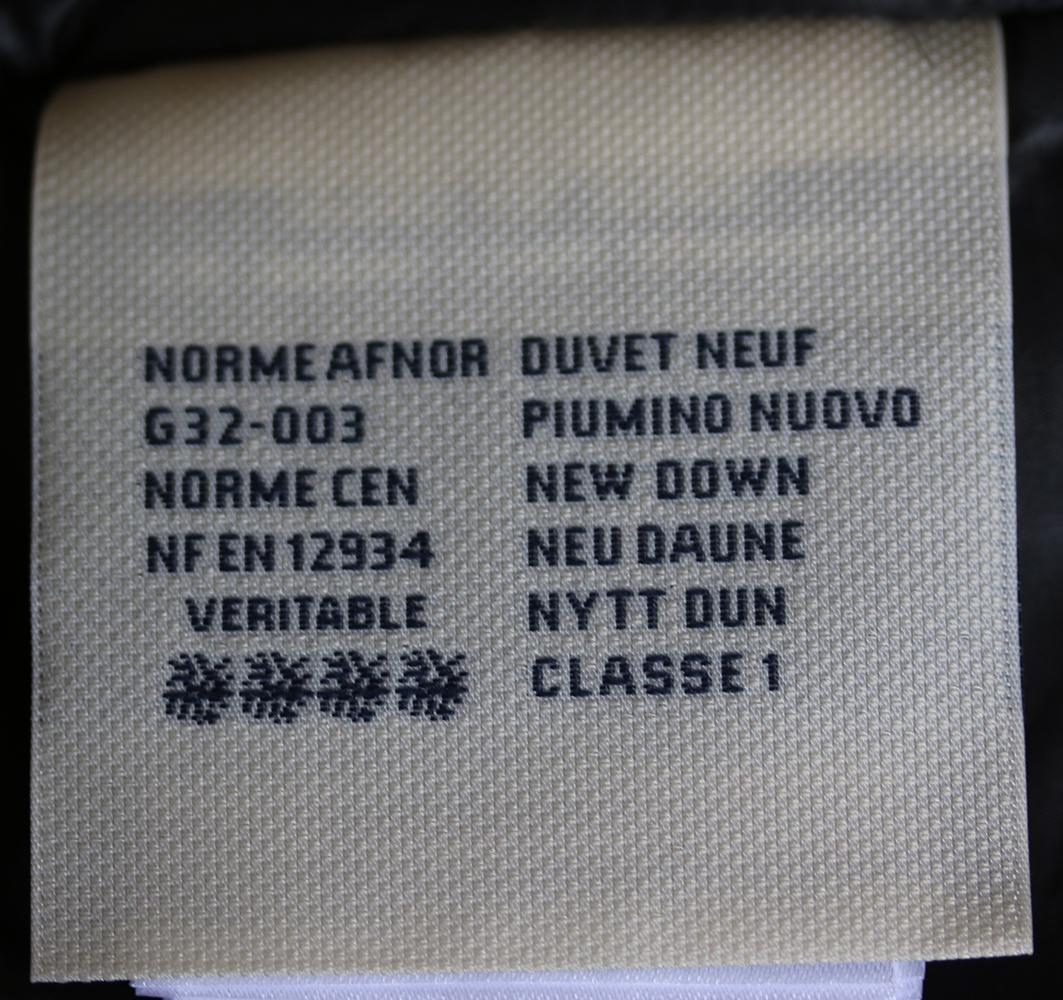 NORME AFNOR
G32-003
NORME CEN
NF EN 12934
VERITABLE
DUVET NEUF
PIUMINO NUOVO
NEW DOWN
NEU DAUNE
NYTT DUN
CLASSE 1